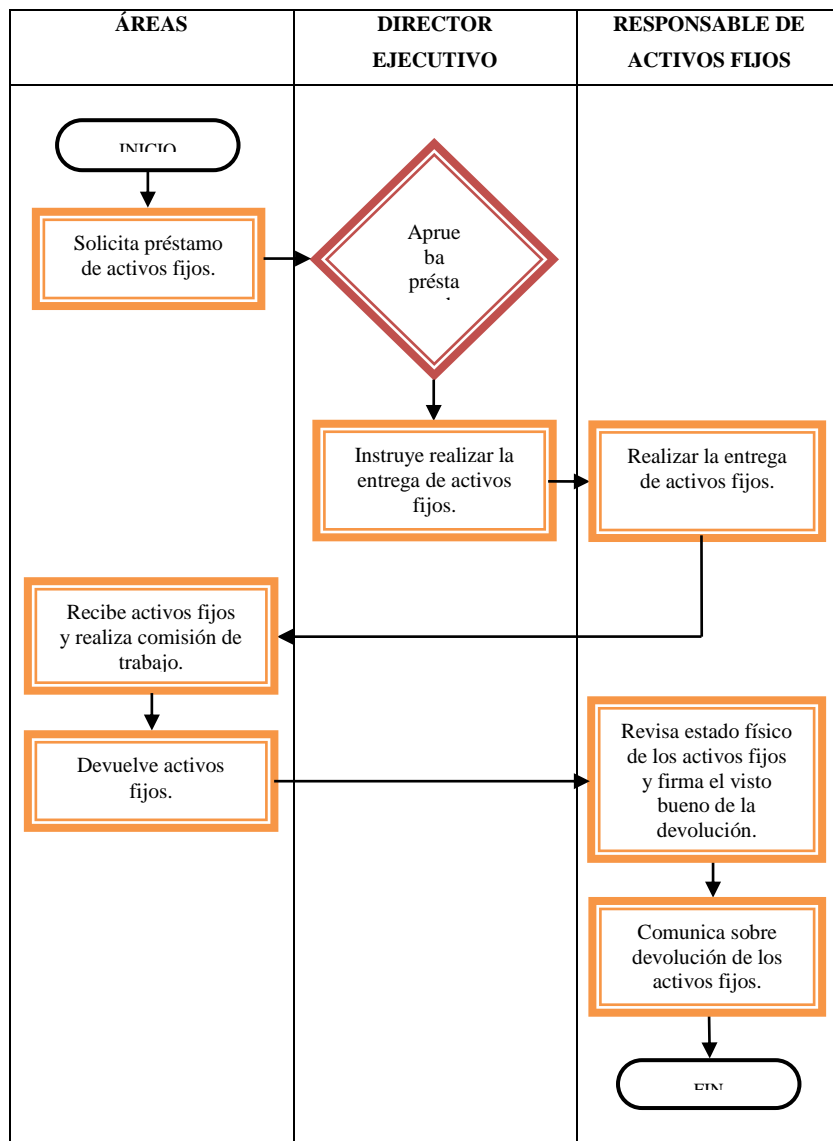 ÁREAS
DIRECTOR
EJECUTIVO
RESPONSABLE DE
ACTIVOS FIJOS
INICIO
Solicita préstamo
de activos fijos.
Aprue
ba
présta
Instruye realizar la
entrega de activos
fijos.
Realizar la entrega
de activos fijos.
Recibe activos fijos
y realiza comisión de
trabajo.
Devuelve activos
fijos.
Revisa estado físico
de los activos fijos
y firma el visto
bueno de la
devolución.
Comunica sobre
devolución de los
activos fijos.
FIN